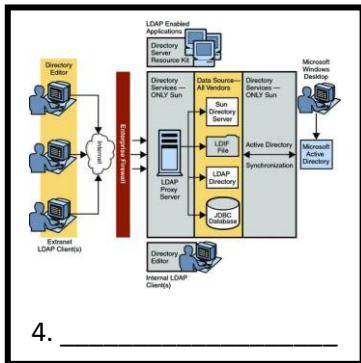 LDAP Enabled
Applications
Directory
Server
Resource Kit
Directory
Editor
Internet
Extranet
LDAP Client(s)
Enterprise Firewall
Directory
Services —
ONLY Sun
LDAP
Proxy
Server
Data Source—
All Vendors
Sun
Directory
Server
LDIF
File
LDAP
Directory
JDBC
Database
Directory
Services —
ONLY Sun
Active Directory
Synchronization
Microsoft
Windows
Desktop
Microsoft
Active
Directory
Directory
Editor
Internal LDAP
Client(s)
4. ____________________